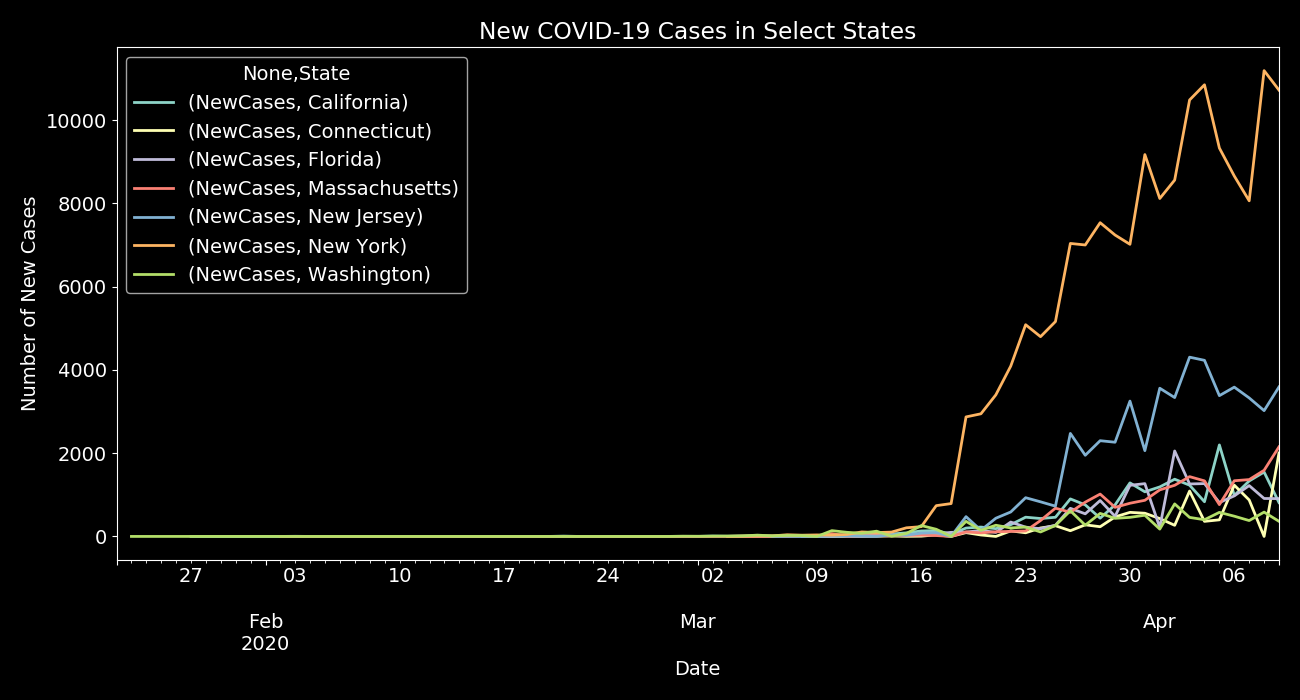 New COVID-19 Cases in Select States
None,State
(NewCases, California)
(NewCases, Connecticut)
(NewCases, Florida)
(NewCases, Massachusetts)
(NewCases, New Jersey)
(NewCases, New York)
(NewCases, Washington)
Number of New Cases
10000
8000
6000
4000
2000
0
27 03 10 17 24 02 09 16 23 30 06
Feb Mar Apr
2020
Date